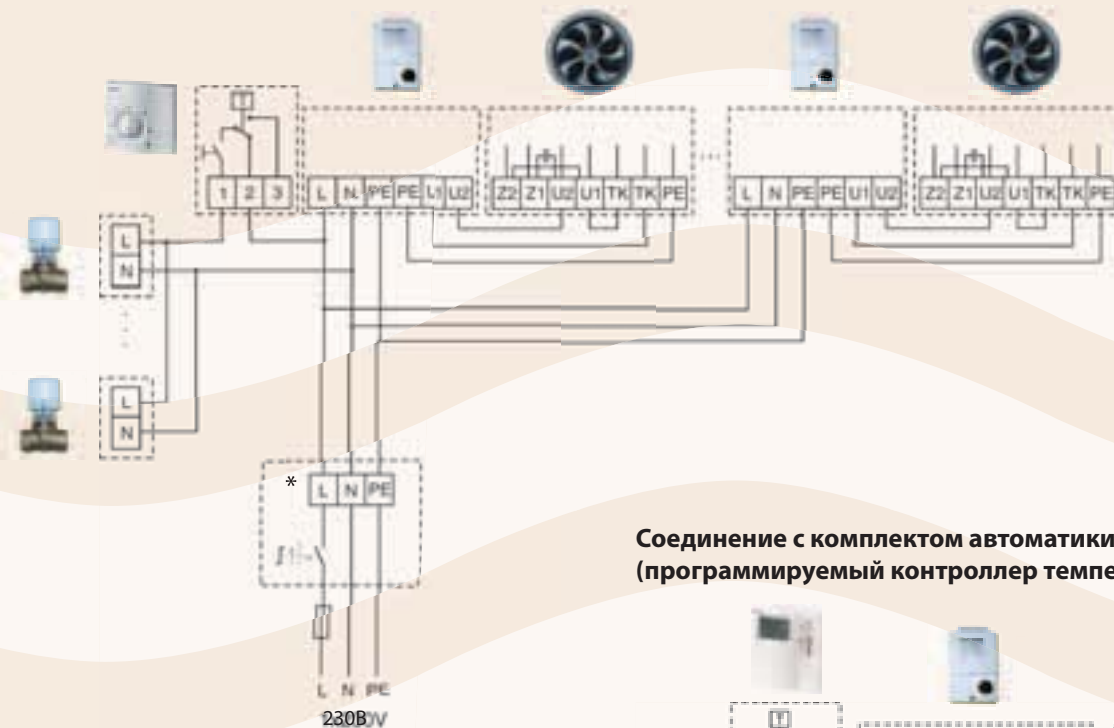 1 2 3 L N PE PE L1 U2 Z2 Z1 U2 U1 TK TK PE L N PE PE U1 U2 Z2 Z1 U2 U1 TK TK PE
L
N
L
N
* L N PE
L N PE
230В
Соединение с комплектом автоматики
(программируемый контроллер темпе
T